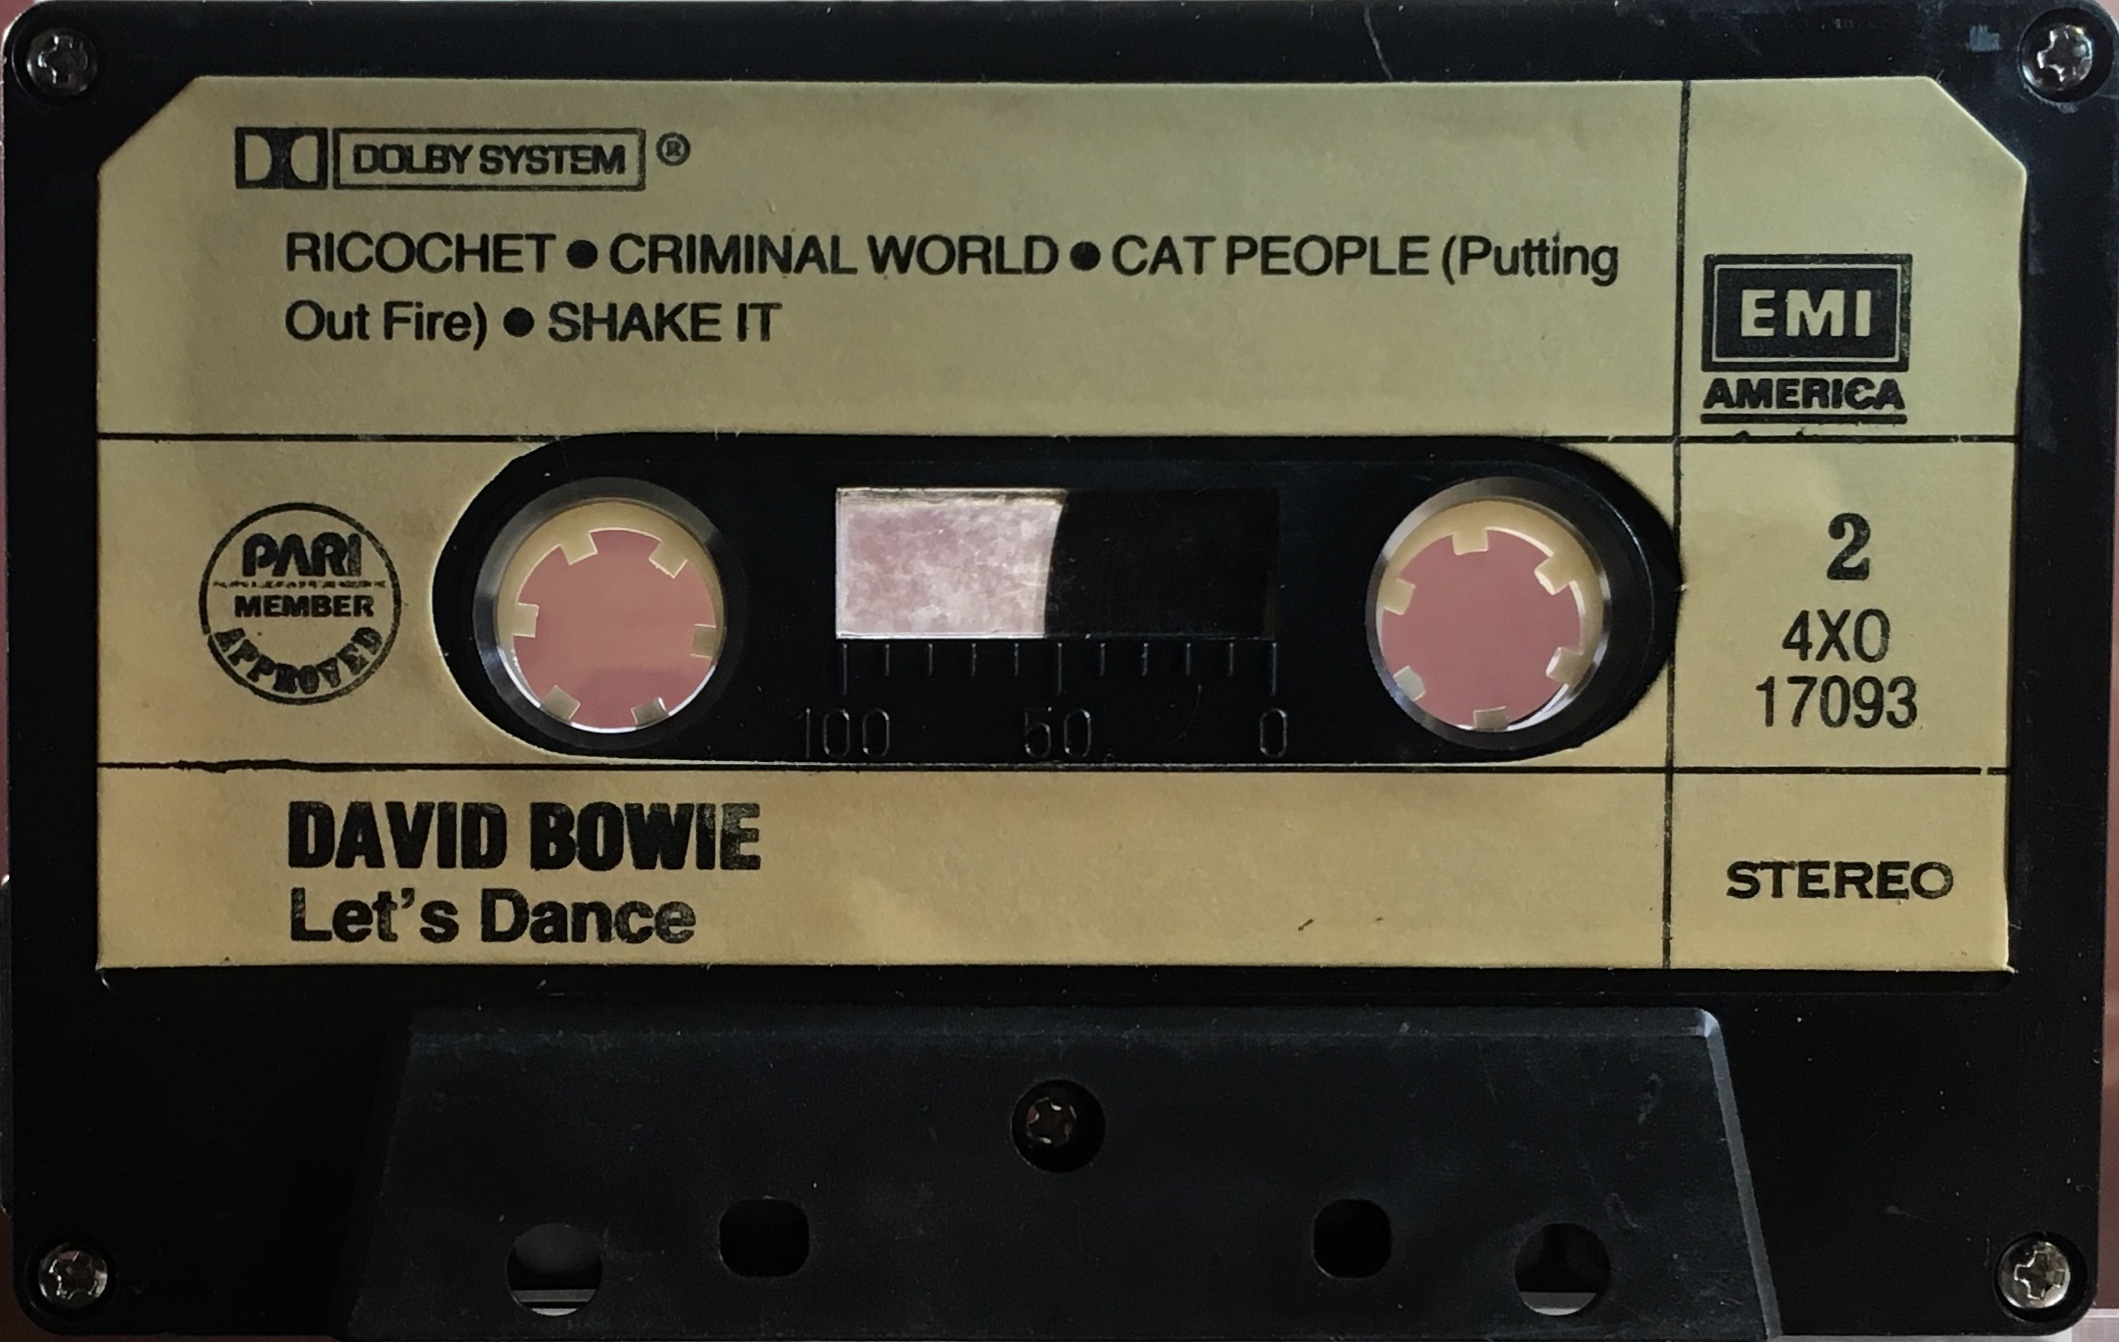 DOLBY SYSTEM ®
RICOCHET ● CRIMINAL WORLD ● CAT PEOPLE (Putting
Out Fire) ● SHAKE IT
EMI
AMERICA
PARI
MEMBER
APPROVED
100 50 0
2
4XO
17093
DAVID BOWIE
Let's Dance
STEREO